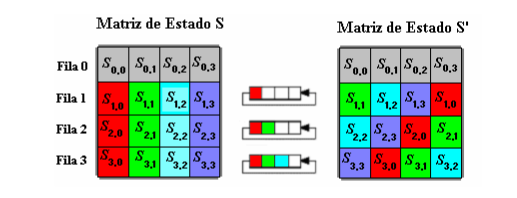 Matriz de Estado S
Matriz de Estado S'
Fila 0 S0,0 S0,1 S0,2 S0,3 S0,0 S0,1 S0,2 S0,3
Fila 1 S1,0 S1,1 S1,2 S1,3 S1,1 S1,2 S1,3 S1,0
Fila 2 S2,0 S2,1 S2,2 S2,3 S2,2 S2,3 S2,0 S2,1
Fila 3 S3,0 S3,1 S3,2 S3,3 S3,3 S3,0 S3,1 S3,2